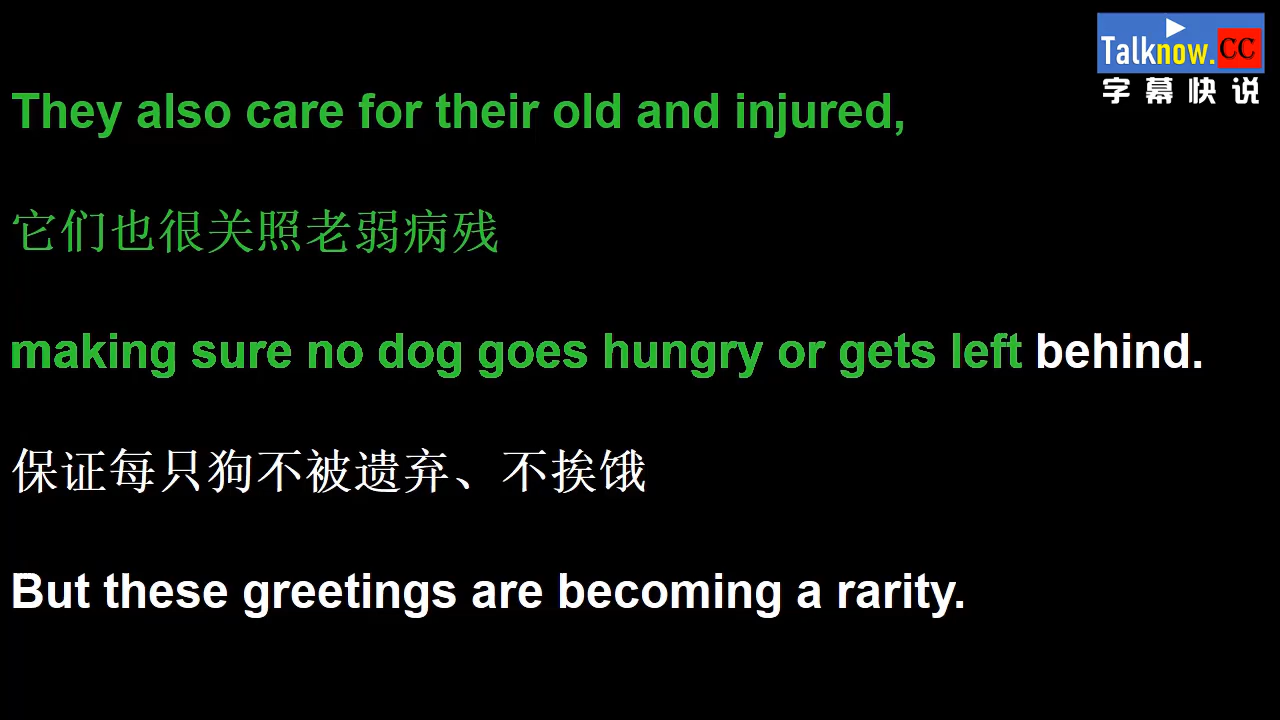 Talknow.CC
字幕快说
They also care for their old and injured,
它们也很关照老弱病残
making sure no dog goes hungry or gets left behind.
保证每只狗不被遗弃、不挨饿
But these greetings are becoming a rarity.